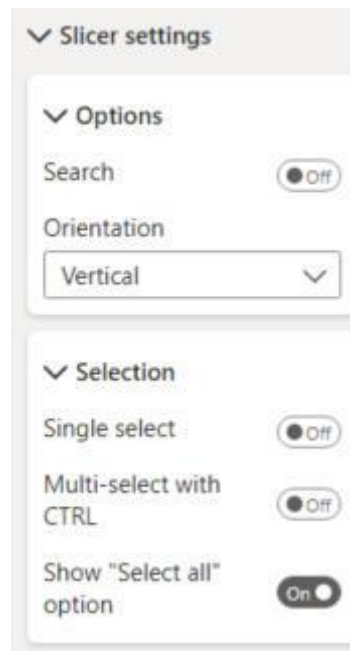 Slicer settings
Options
Search
Off
Orientation
Vertical
Selection
Single select
Off
Multi-select with
CTRL
Off
Show "Select all"
option
On